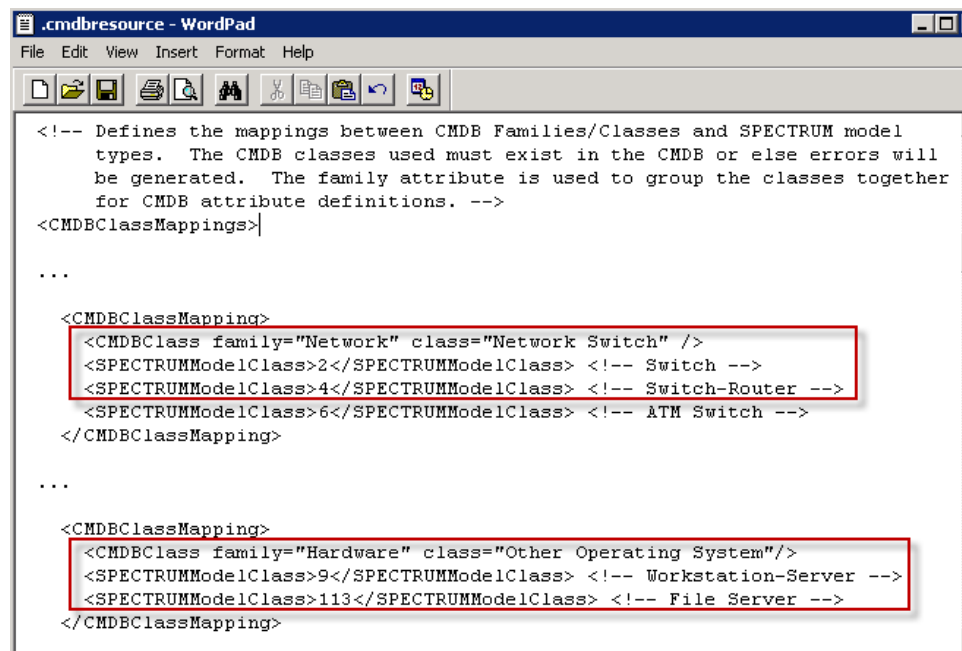 .cmdbresource - WordPad
File Edit View Insert Format Help
<!-- Defines the mappings between CMDB Families/Classes and SPECTRUM model
types. The CMDB classes used must exist in the CMDB or else errors will
be generated. The family attribute is used to group the classes together
for CMDB attribute definitions. -->
<CMDBClassMappings>
...
<CMDBClassMapping>
<CMDBClass family="Network" class="Network Switch" />
<SPECTRUMModelClass>2</SPECTRUMModelClass> <!-- Switch -->
<SPECTRUMModelClass>4</SPECTRUMModelClass> <!-- Switch-Router -->
<SPECTRUMModelClass>6</SPECTRUMModelClass> <!-- ATM Switch -->
</CMDBClassMapping>
...
<CMDBClassMapping>
<CMDBClass family="Hardware" class="Other Operating System"/>
<SPECTRUMModelClass>9</SPECTRUMModelClass> <!-- Workstation-Server -->
<SPECTRUMModelClass>113</SPECTRUMModelClass> <!-- File Server -->
</CMDBClassMapping>